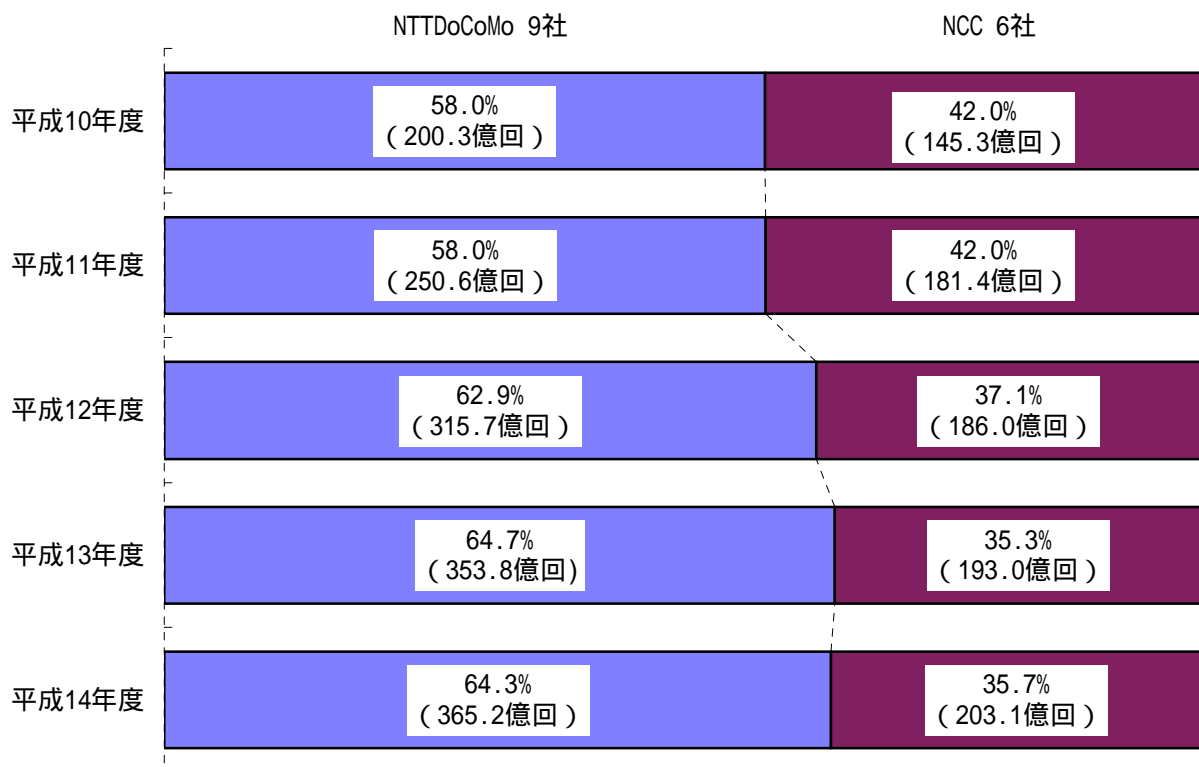 NTTDoCoMo 9社 NCC 6社
平成10年度
58.0%
(200.3億回)
42.0%
(145.3億回)
平成11年度
58.0%
(250.6億回)
42.0%
(181.4億回)
平成12年度
62.9%
(315.7億回)
37.1%
(186.0億回)
平成13年度
64.7%
(353.8億回)
35.3%
(193.0億回)
平成14年度
64.3%
(365.2億回)
35.7%
(203.1億回)